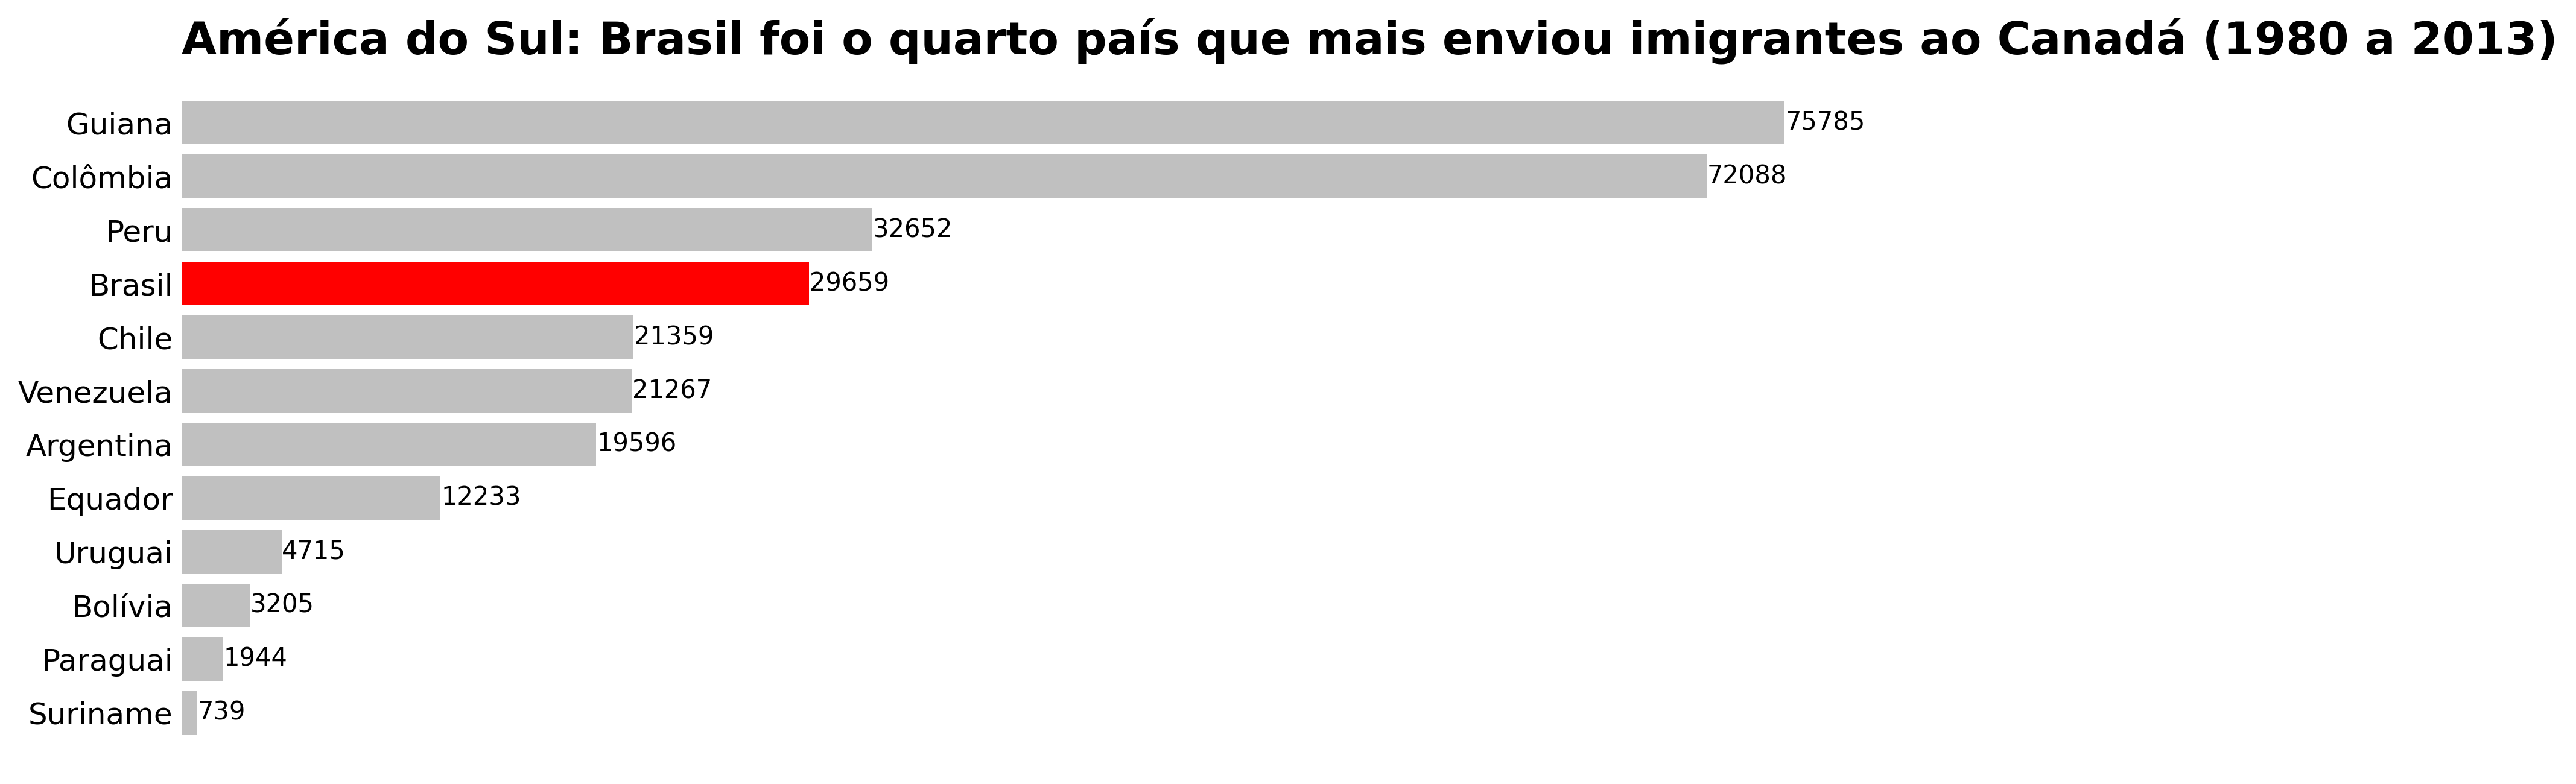 América do Sul: Brasil foi o quarto país que mais enviou imigrantes ao Canadá (1980 a 2013)
Guiana 75785
Colômbia 72088
Peru 32652
Brasil 29659
Chile 21359
Venezuela 21267
Argentina 19596
Equador 12233
Uruguai 4715
Bolívia 3205
Paraguai 1944
Suriname 739